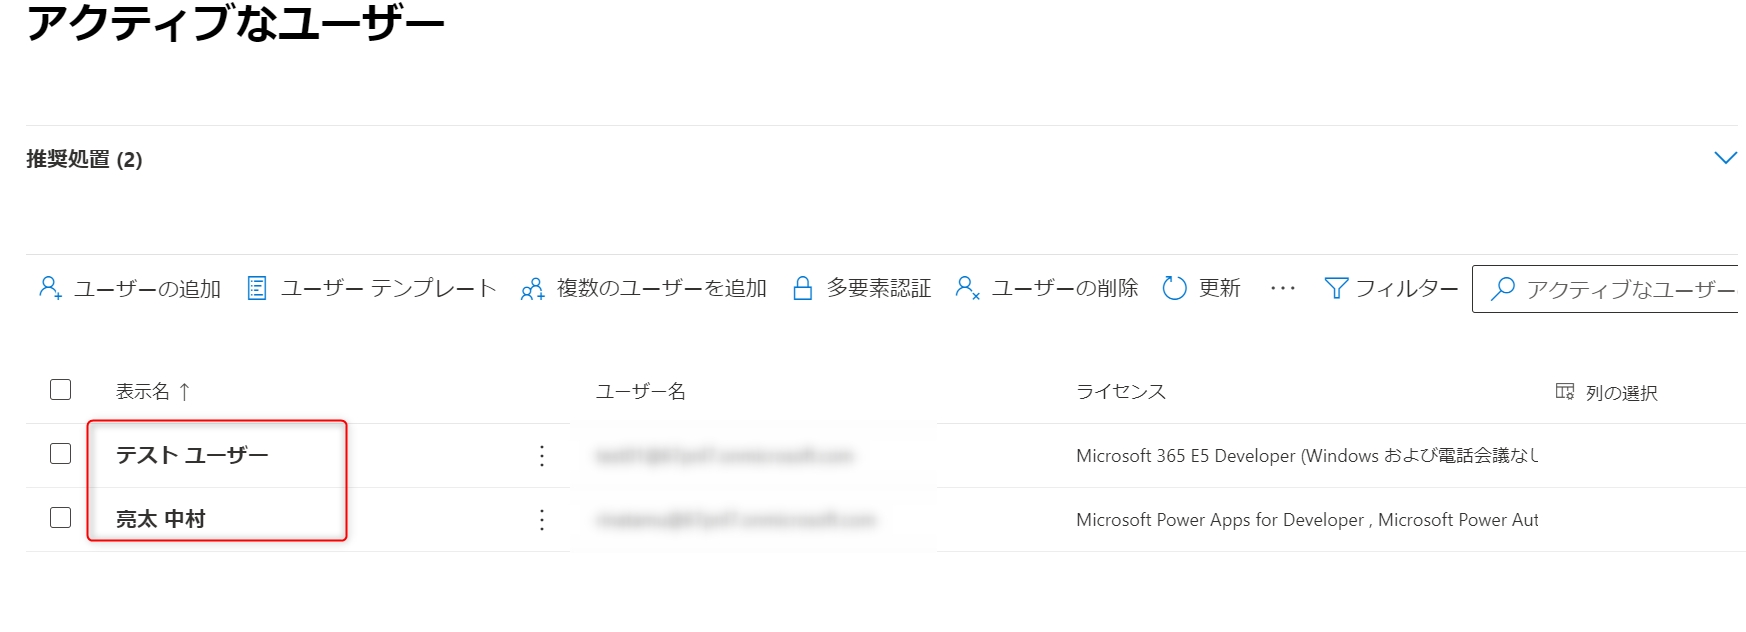 アクティブなユーザー
推奨処置 (2)
ユーザーの追加 ユーザー テンプレート 複数のユーザーを追加 多要素認証 ユーザーの削除 更新 ··· フィルター アクティブなユーザー
表示名 ↑ ユーザー名 ライセンス 列の選択
テスト ユーザー Microsoft 365 E5 Developer (Windows および電話会議なし
亮太 中村 Microsoft Power Apps for Developer , Microsoft Power Aut